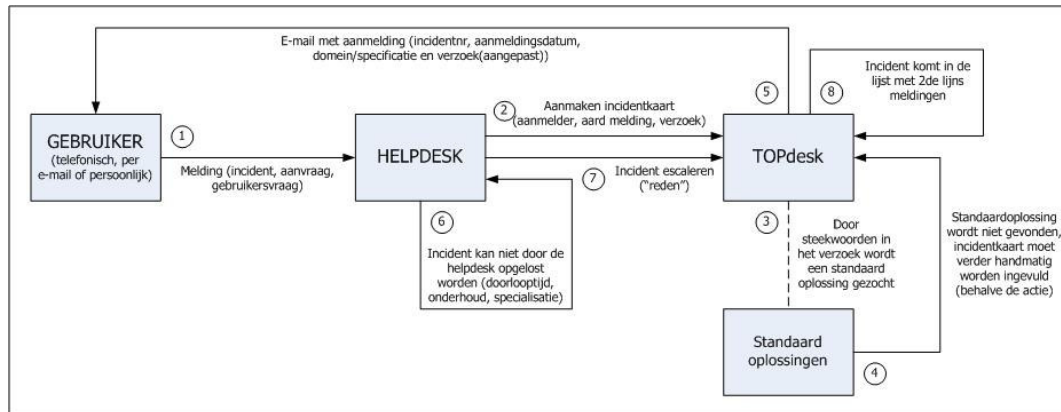 E-mail met aanmelding (incidentnr, aanmeldingsdatum,
domein/specificatie en verzoek(aangepast))
5
8
Incident komt in de
lijst met 2de lijns
meldingen
GEBRUIKER
(telefonisch, per
e-mail of persoonlijk)
1
Melding (incident, aanvraag,
gebruikersvraag)
HELPDESK
2
Aanmaken incidentkaart
(aanmelder, aard melding, verzoek)
7
Incident escaleren
("reden")
TOPdesk
6
Incident kan niet door de
helpdesk opgelost
worden (doorlooptijd,
onderhoud, specialisatie)
3
Door
steekwoorden in
het verzoek wordt
een standaard
oplossing gezocht
Standaardoplossing
wordt niet gevonden,
incidentkaart moet
verder handmatig
worden ingevuld
(behalve de actie)
Standaard
oplossingen
4